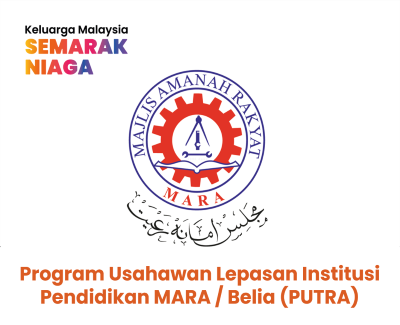 Keluarga Malaysia
SEMARAK
NIAGA
MAJLIS AMANAH RAKYAT
MARA
مجلس امانه رعيت
Program Usahawan Lepasan Institusi
Pendidikan MARA / Belia (PUTRA)